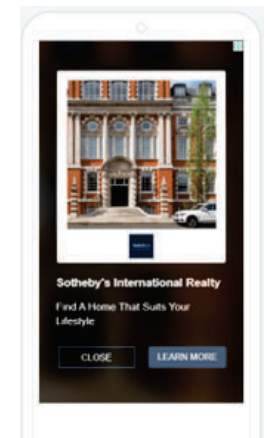 Sotheby's International Realty
Find A Home That Suits Your
Lifestyle
CLOSE
LEARN MORE